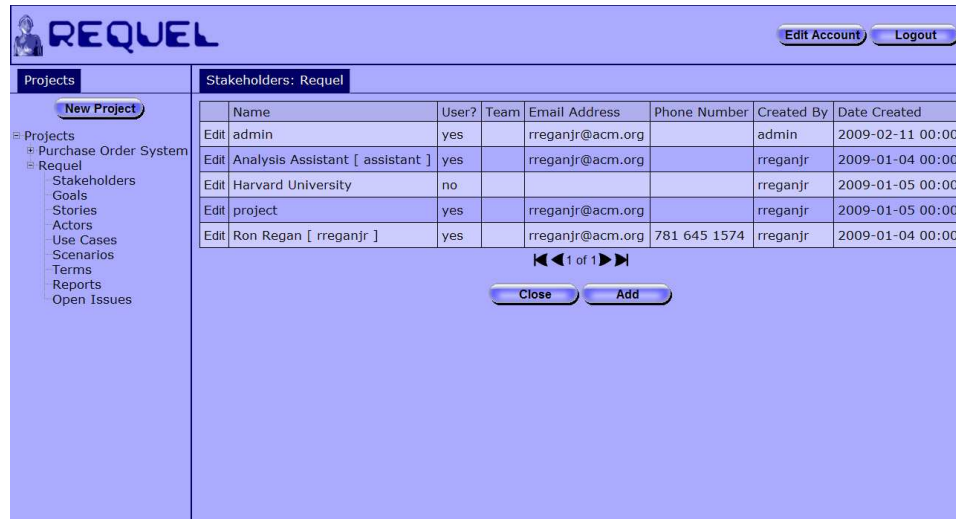 REQUEL
Edit Account Logout
Projects
New Project
Projects
Purchase Order System
Requel
Stakeholders
Goals
Stories
Actors
Use Cases
Scenarios
Terms
Reports
Open Issues
Stakeholders: Requel
Name User? Team Email Address Phone Number Created By Date Created
Edit admin yes rreganjr@acm.org admin 2009-02-11 00:00
Edit Analysis Assistant [ assistant ] yes rreganjr@acm.org rreganjr 2009-01-04 00:00
Edit Harvard University no rreganjr 2009-01-05 00:00
Edit project yes rreganjr@acm.org rreganjr 2009-01-05 00:00
Edit Ron Regan [ rreganjr ] yes rreganjr@acm.org 781 645 1574 rreganjr 2009-01-04 00:00
1 of 1
Close Add